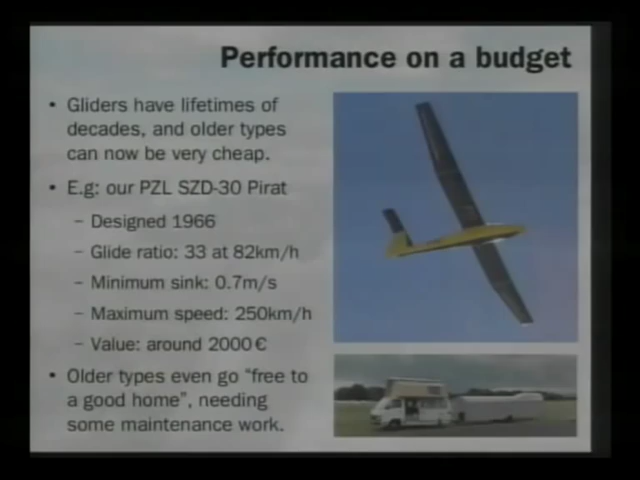 Performance on a budget
• Gliders have lifetimes of
decades, and older types
can now be very cheap.
• E.g: our PZL SZD-30 Pirat
– Designed 1966
– Glide ratio: 33 at 82km/h
– Minimum sink: 0.7m/s
– Maximum speed: 250km/h
– Value: around 2000€
• Older types even go “free to
a good home”, needing
some maintenance work.